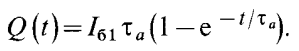 Q(t) = I_{б1} τ_a (1 − e^{−t/τ_a}).